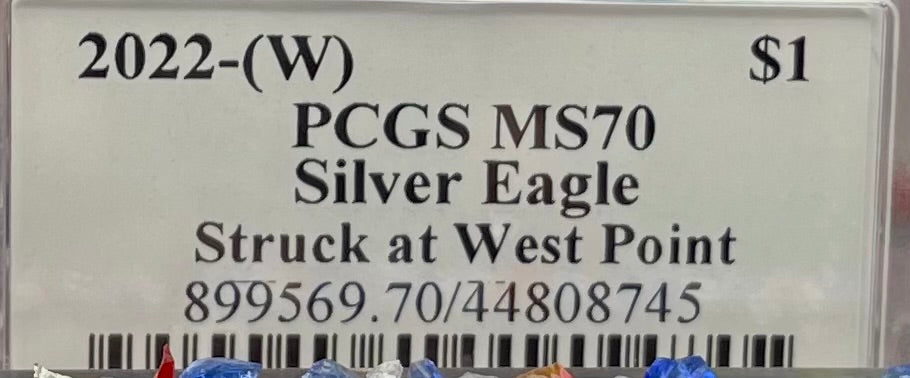 2022-(W) $1
PCGS MS70
Silver Eagle
Struck at West Point
899569.70/44808745